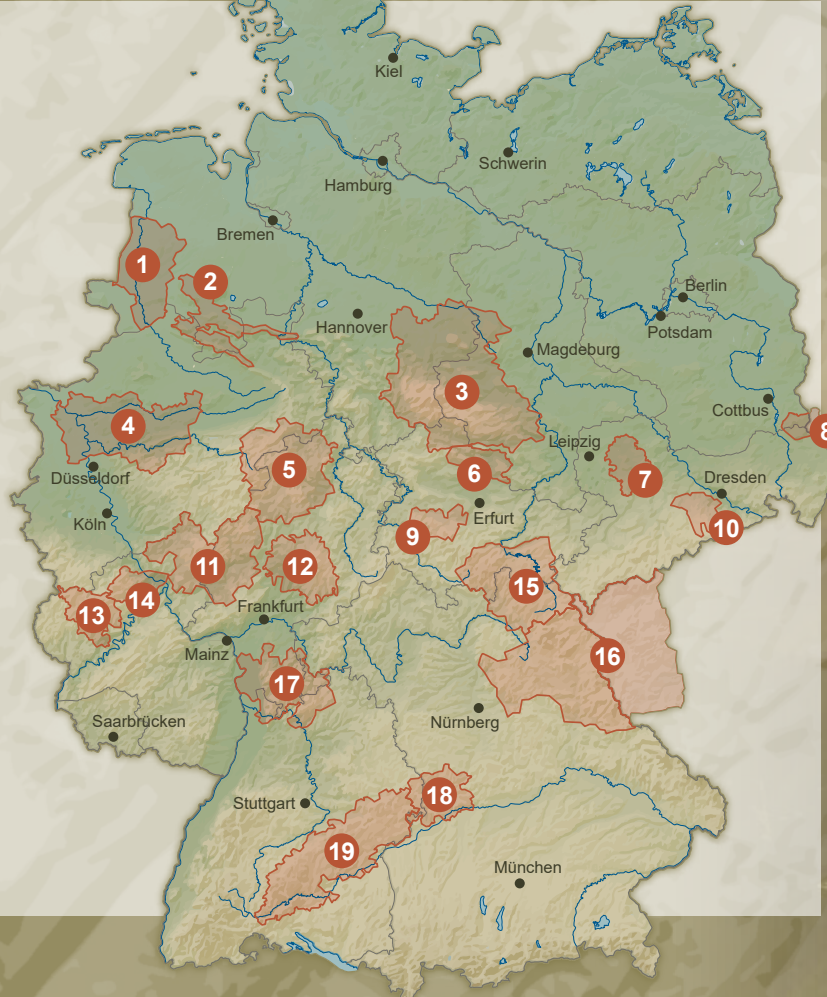 Kiel
Schwerin
Hamburg
Bremen
1
2
Berlin
Hannover
Potsdam
Magdeburg
3
Cottbus
4
8
Leipzig
5
6
7
Düsseldorf
Dresden
Köln
Erfurt
9
10
11
12
15
14
13
Frankfurt
Mainz
16
17
Saarbrücken
Nürnberg
18
Stuttgart
19
München